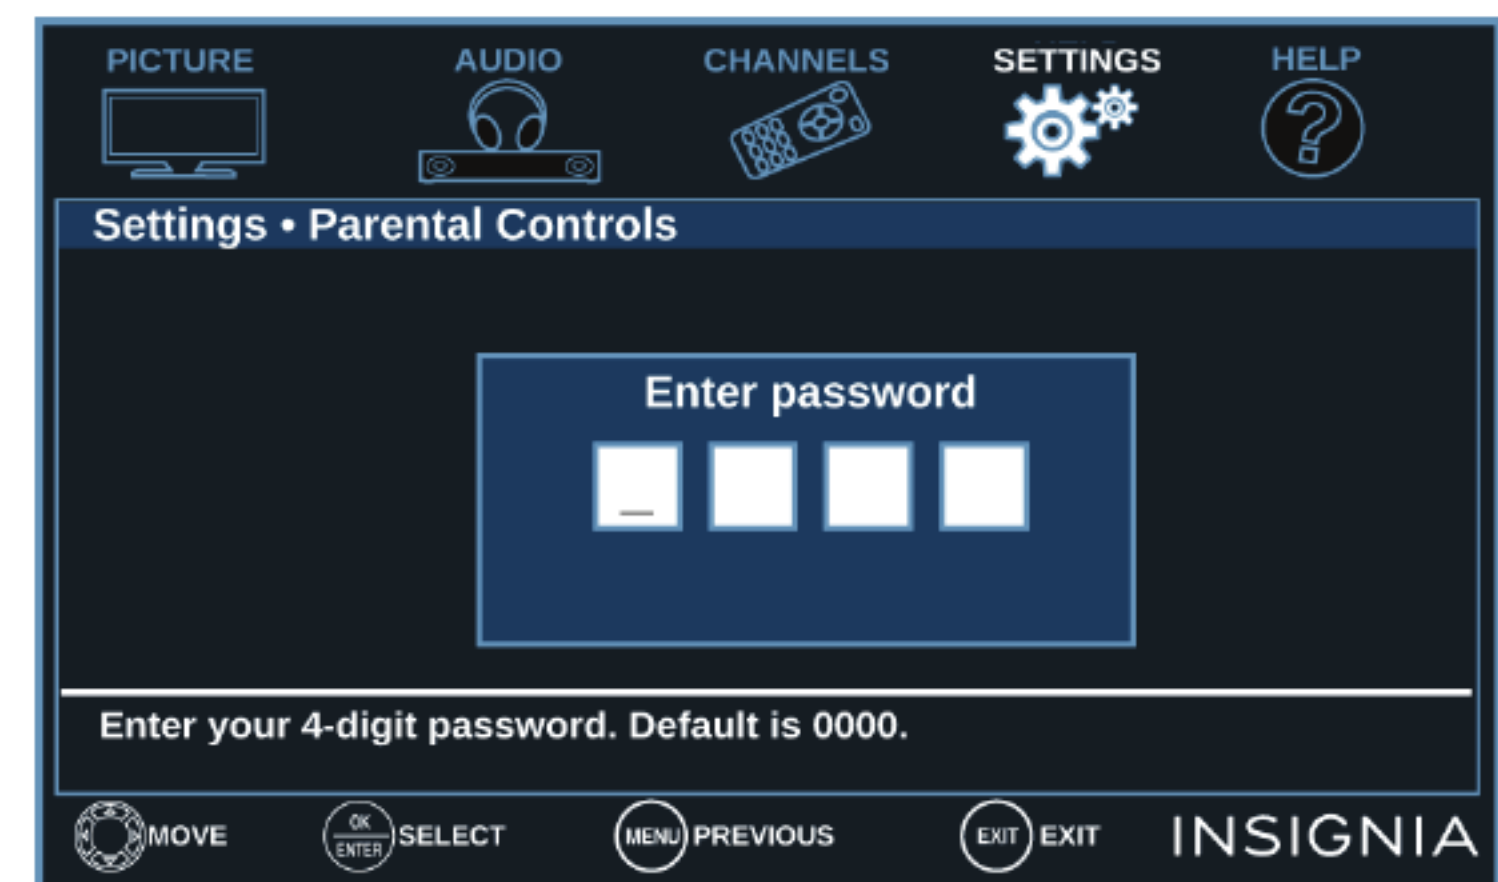 PICTURE AUDIO CHANNELS SETTINGS HELP
Settings • Parental Controls
Enter password
_
Enter your 4-digit password. Default is 0000.
MOVE OK ENTER SELECT MENU PREVIOUS EXIT EXIT INSIGNIA